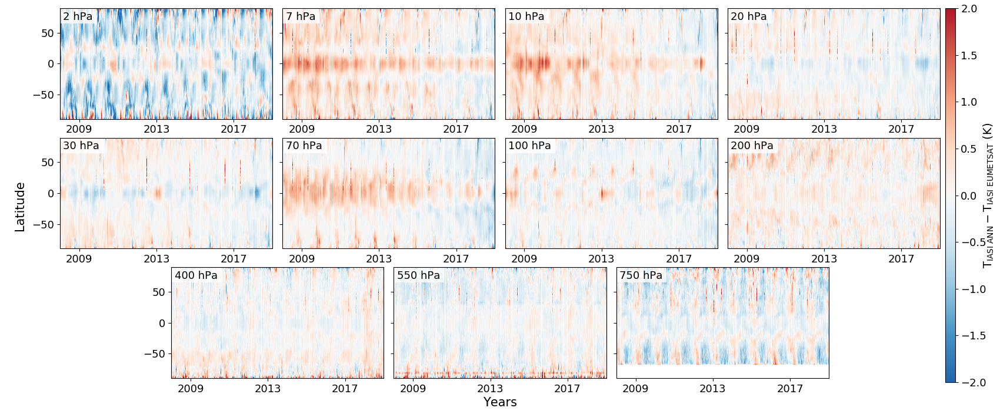 2 hPa
7 hPa
10 hPa
20 hPa
50
0
−50
2009 2013 2017
2009 2013 2017
2009 2013 2017
2009 2013 2017
30 hPa
70 hPa
100 hPa
200 hPa
50
0
−50
2009 2013 2017
2009 2013 2017
2009 2013 2017
2009 2013 2017
400 hPa
550 hPa
750 hPa
50
0
−50
2009 2013 2017
2009 2013 2017
2009 2013 2017
Latitude
Years
2.0
1.5
1.0
0.5
0.0
−0.5
−1.0
−1.5
−2.0
T IASI ANN − T IASI EUMETSAT (K)